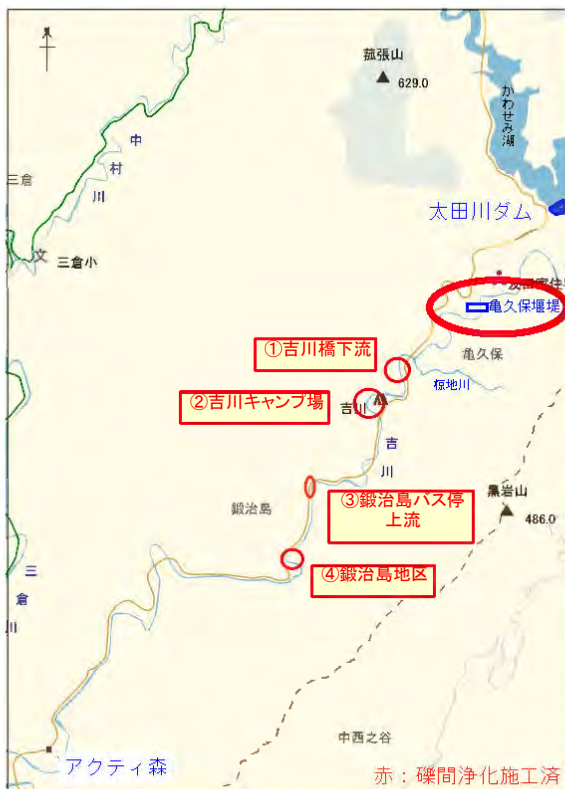 菰張山
629.0
かわせみ湖
中村川
三倉
太田川ダム
文
三倉小
亀久保堰堤
①吉川橋下流
亀久保
椋地川
②吉川キャンプ場
吉川
吉川
黒岩山
486.0
③鍛治島バス停
上流
鍛治島
④鍛治島地区
三倉川
中西之谷
アクティ森
赤：礫間浄化施工済